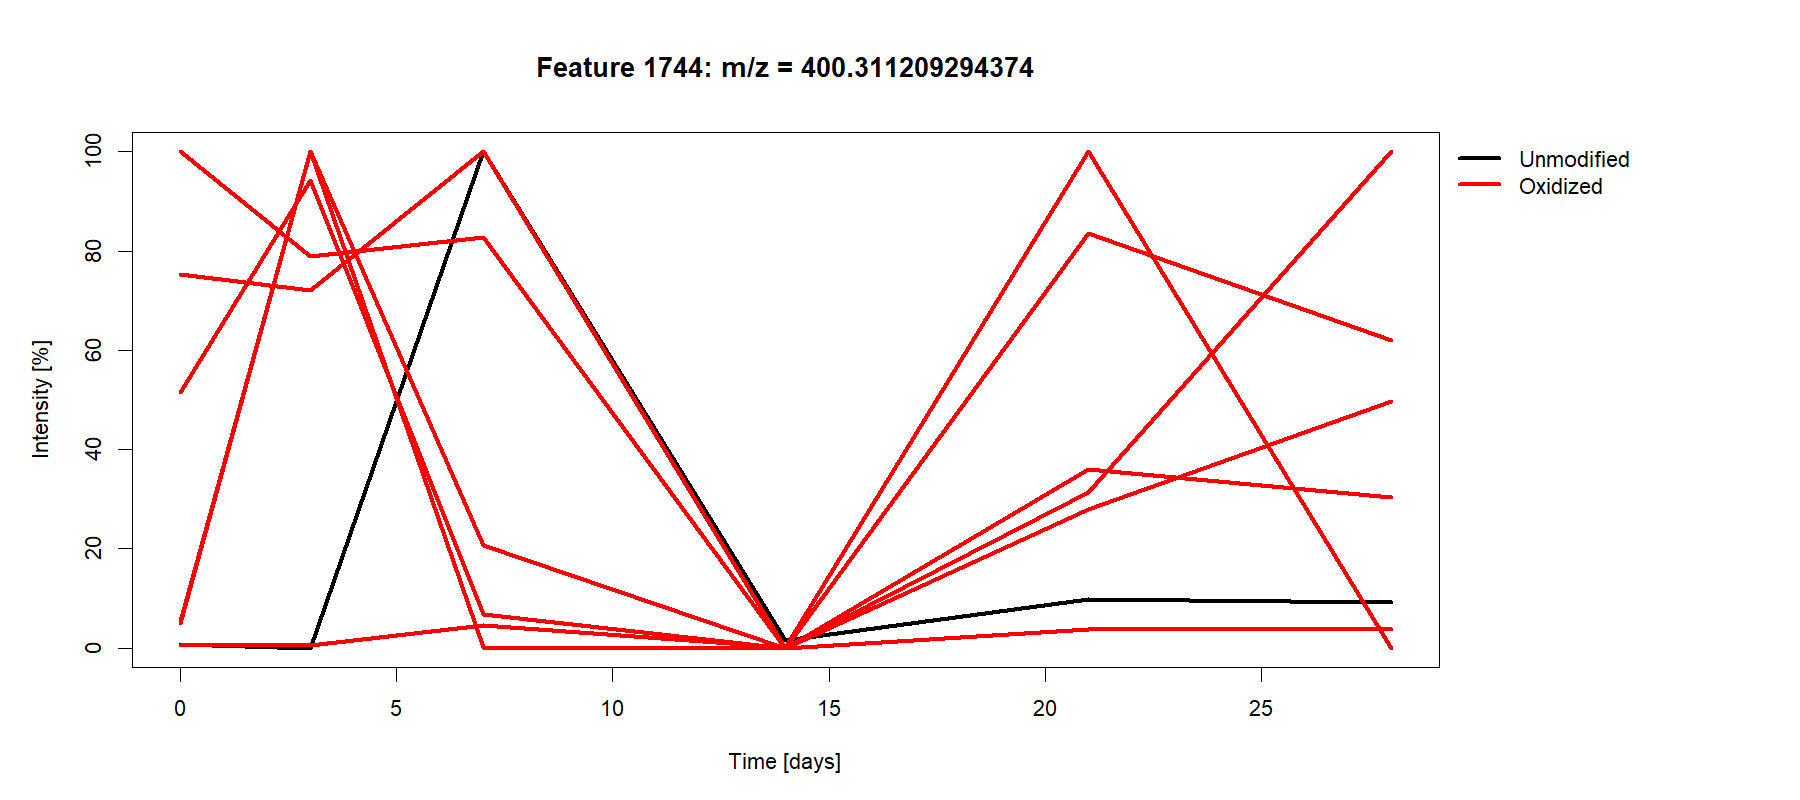 Feature 1744: m/z = 400.311209294374
Unmodified
Oxidized
Intensity [%]
100
80
60
40
20
0
0 5 10 15 20 25
Time [days]